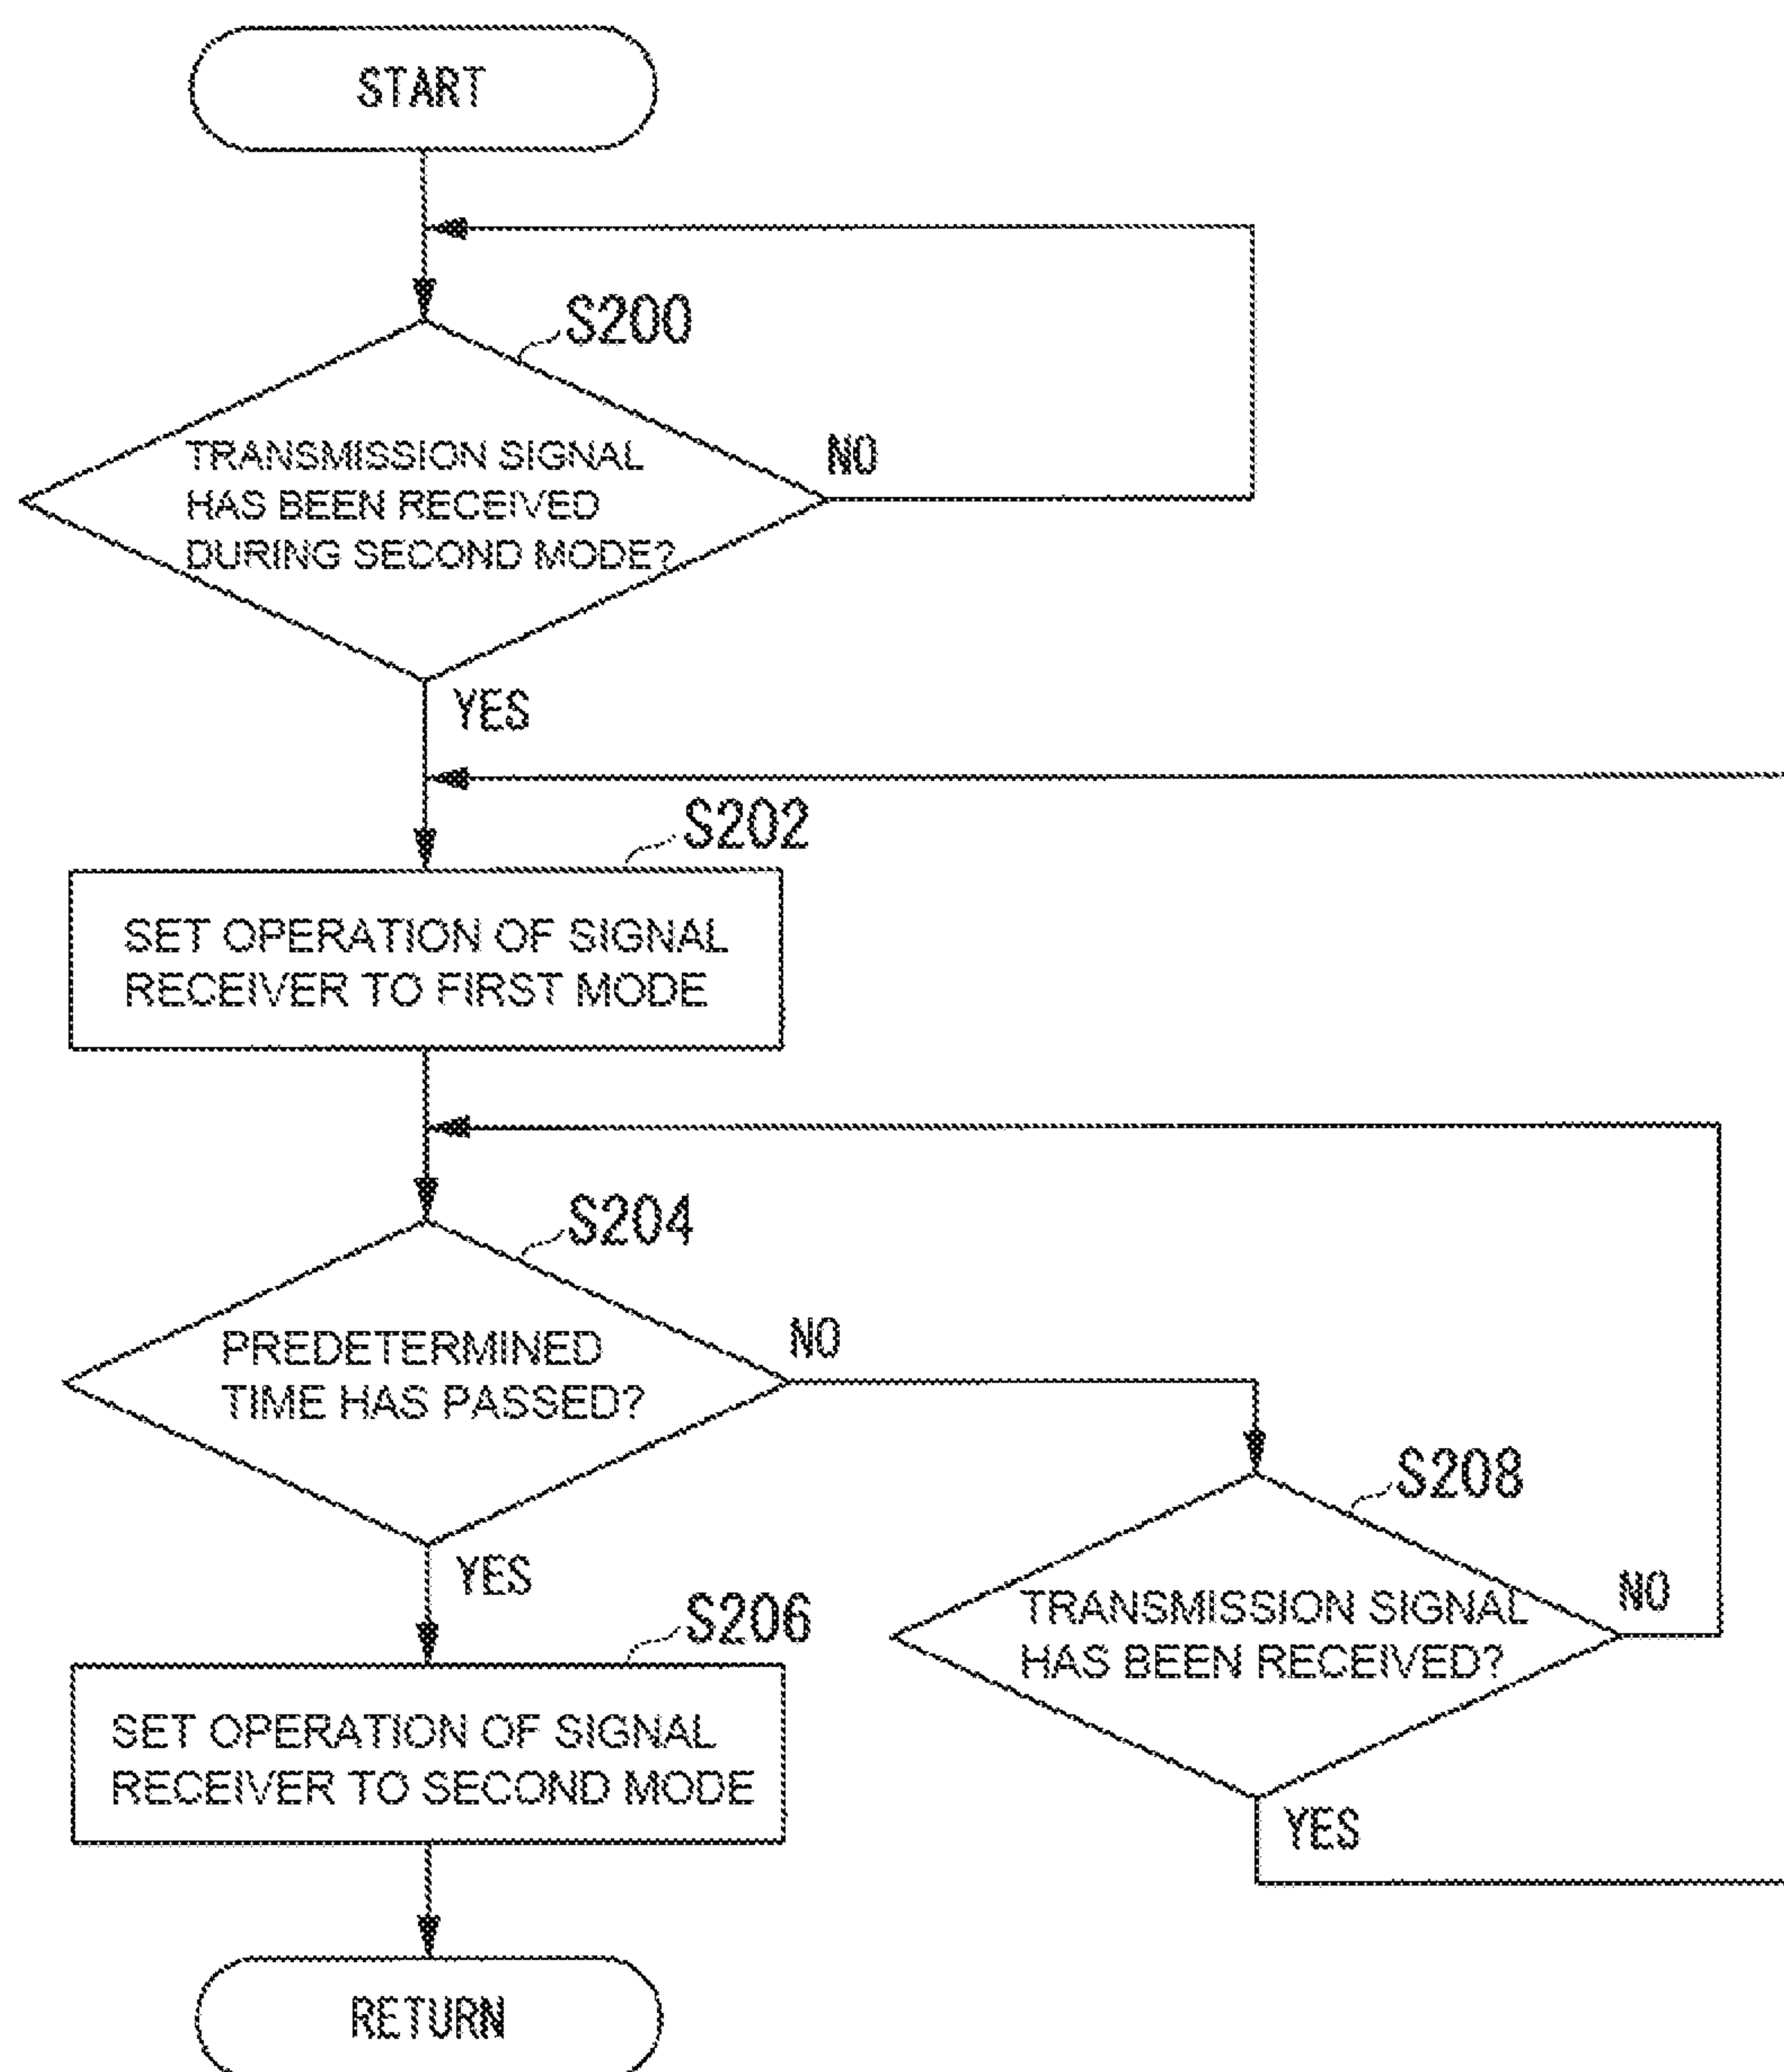 START
S200
TRANSMISSION SIGNAL
HAS BEEN RECEIVED
DURING SECOND MODE?
NO
YES
S202
SET OPERATION OF SIGNAL
RECEIVER TO FIRST MODE
S204
PREDETERMINED
TIME HAS PASSED?
NO
YES
S208
TRANSMISSION SIGNAL
HAS BEEN RECEIVED?
NO
YES
S206
SET OPERATION OF SIGNAL
RECEIVER TO SECOND MODE
RETURN